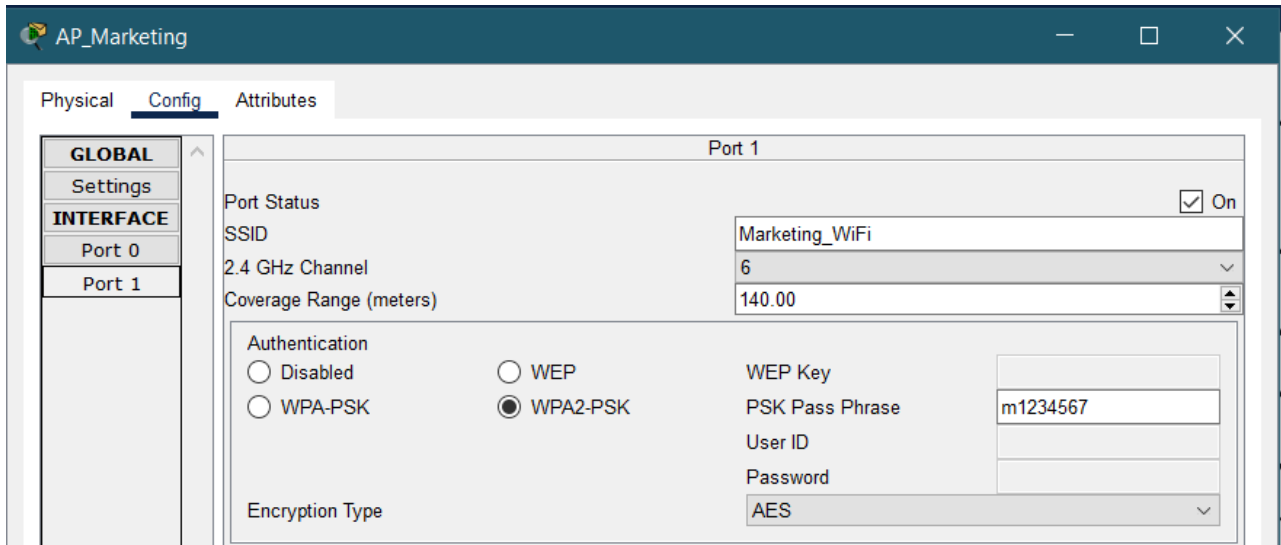 AP_Marketing
Physical Config Attributes
GLOBAL
Settings
INTERFACE
Port 0
Port 1
Port 1
Port Status On
SSID Marketing_WiFi
2.4 GHz Channel 6
Coverage Range (meters) 140.00
Authentication
Disabled WEP WEP Key
WPA-PSK WPA2-PSK PSK Pass Phrase m1234567
User ID
Password
Encryption Type AES